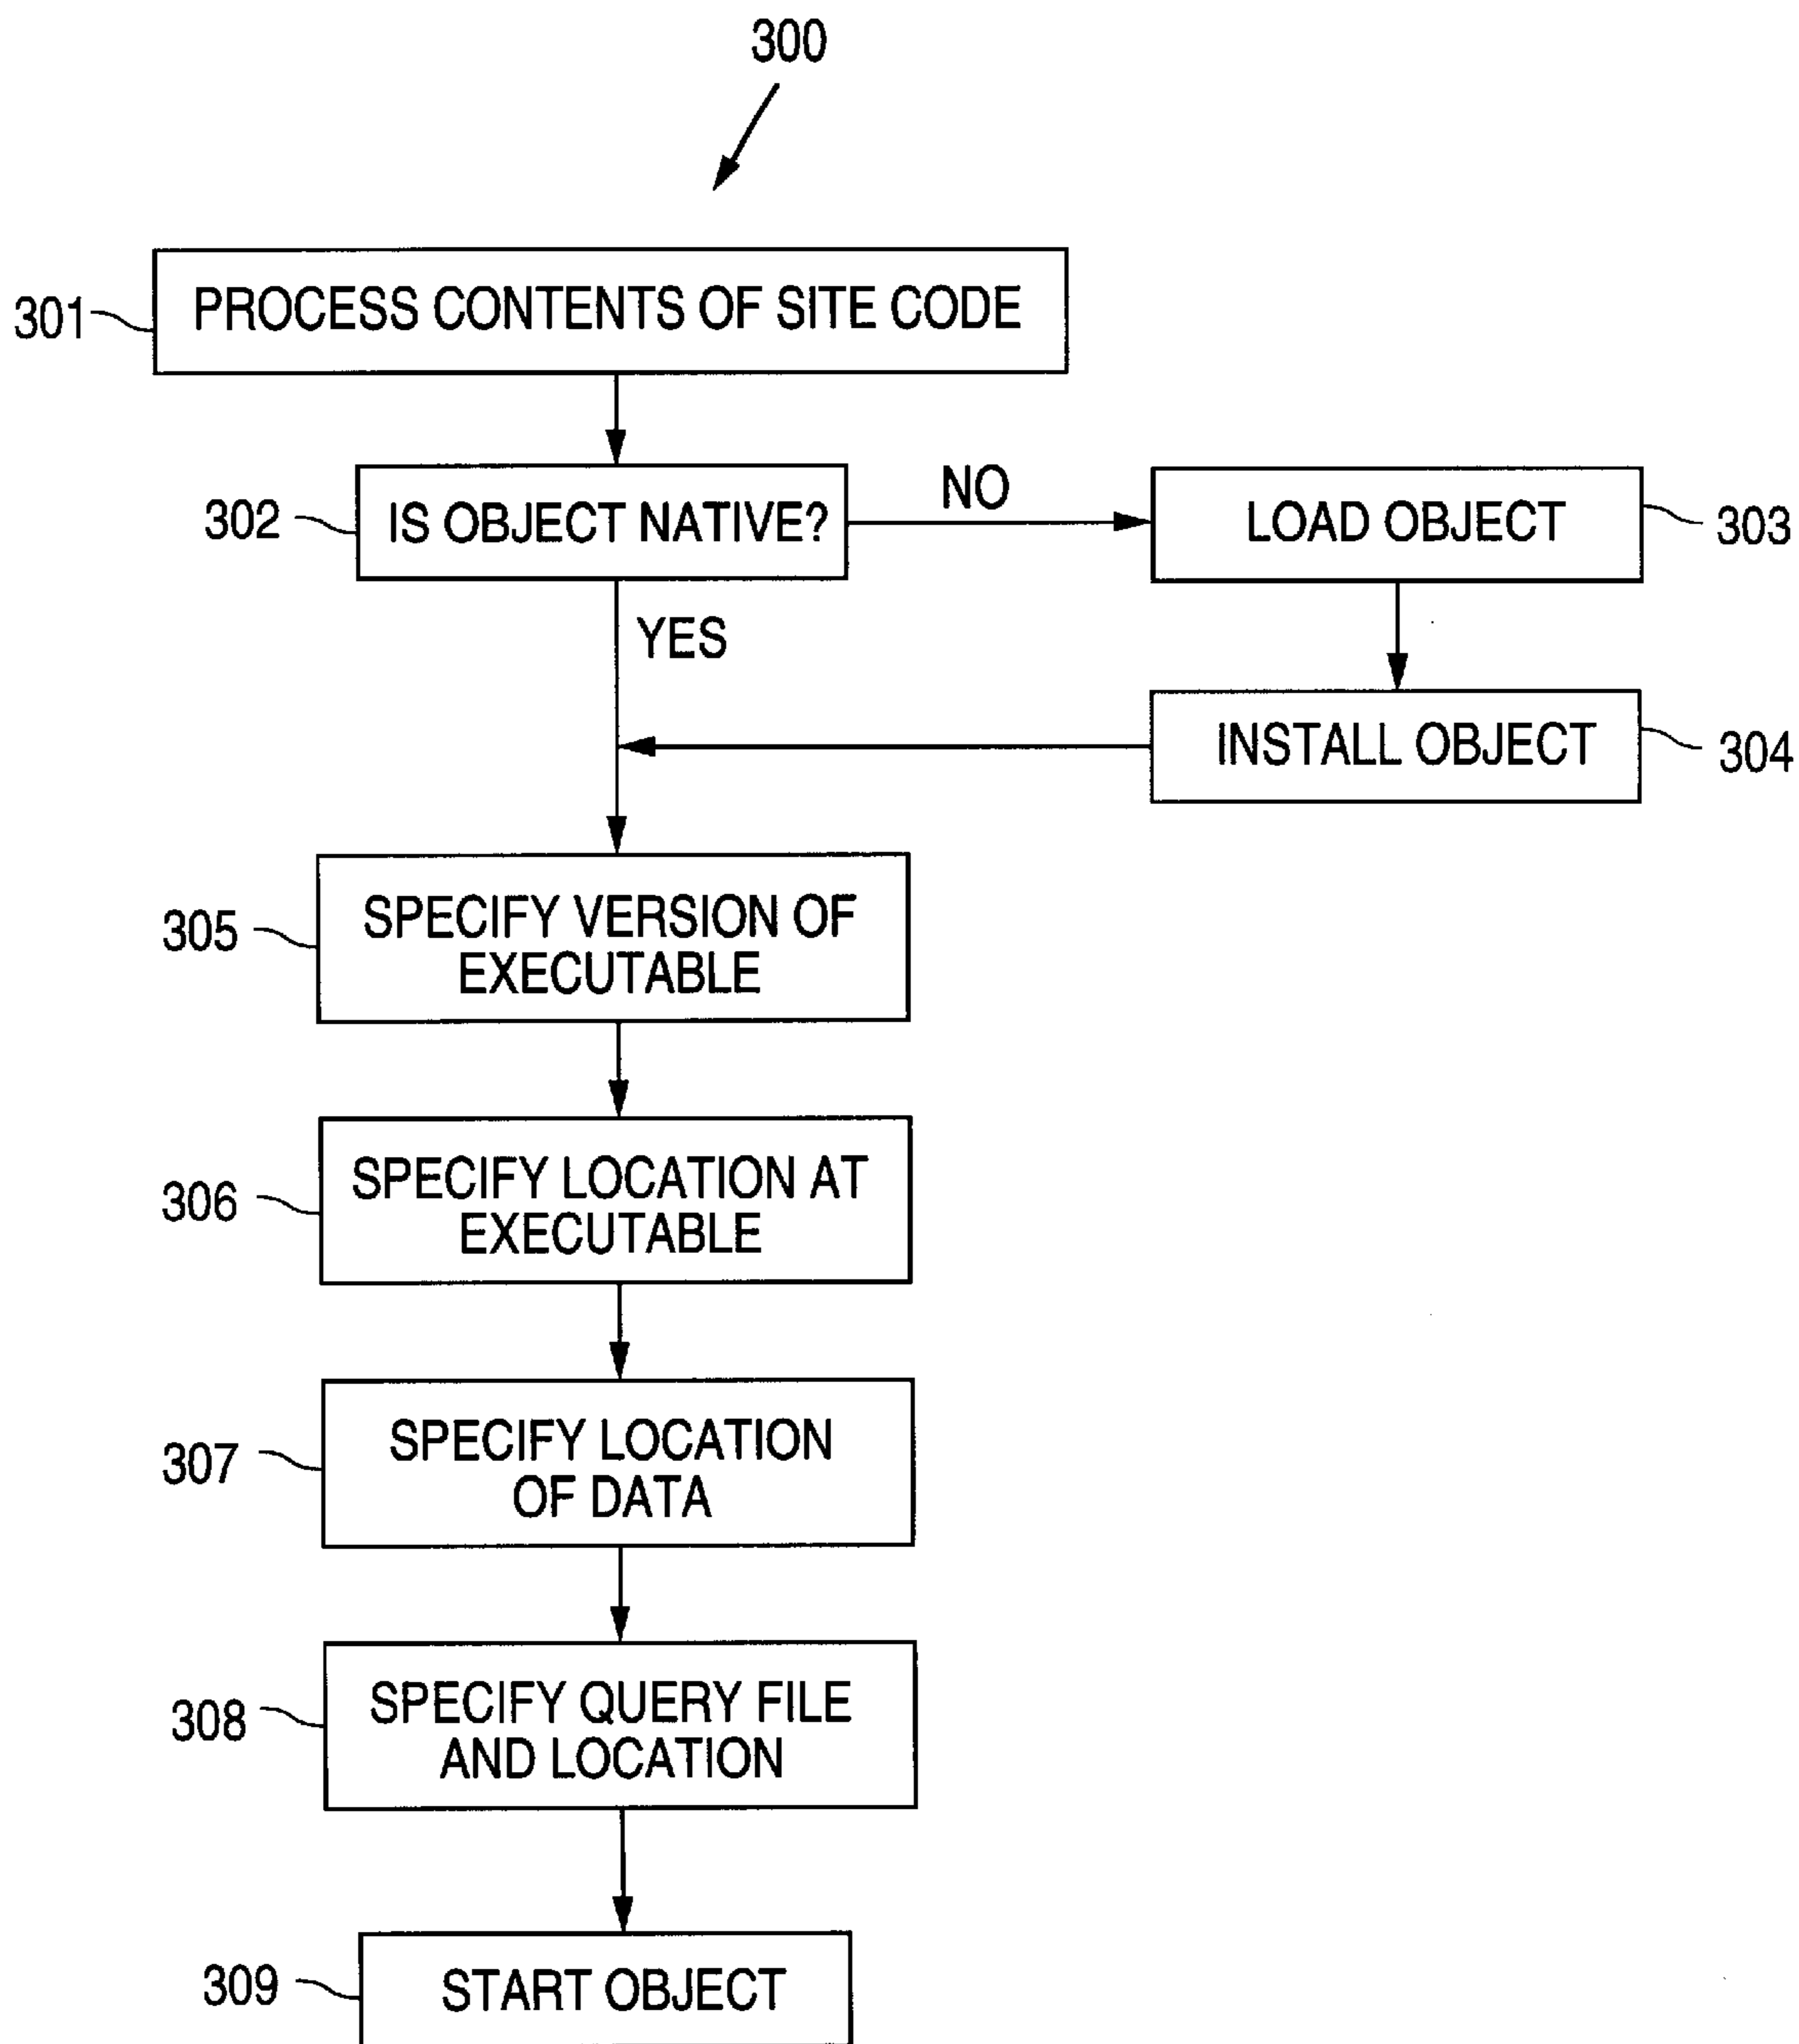 300
301
PROCESS CONTENTS OF SITE CODE
302
IS OBJECT NATIVE?
NO
LOAD OBJECT
303
YES
INSTALL OBJECT
304
305
SPECIFY VERSION OF
EXECUTABLE
306
SPECIFY LOCATION AT
EXECUTABLE
307
SPECIFY LOCATION
OF DATA
308
SPECIFY QUERY FILE
AND LOCATION
309
START OBJECT